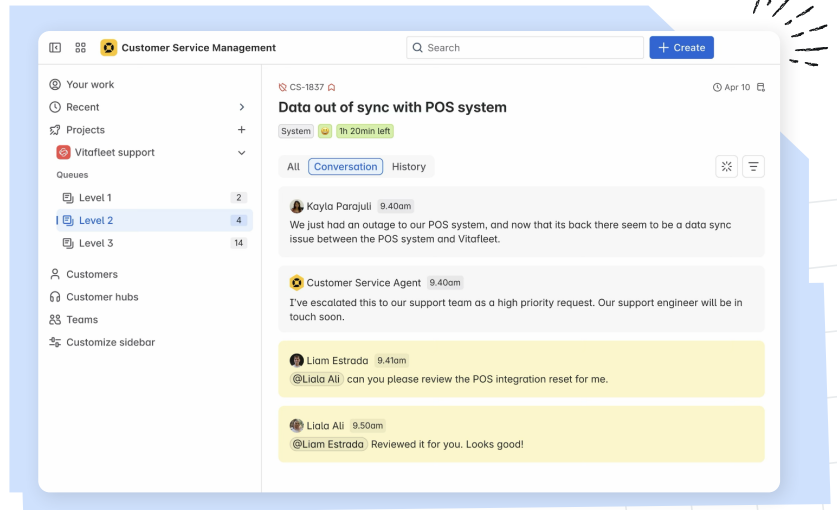 Customer Service Management
Search
+ Create
Your work
Recent
Projects
Vitafleet support
Queues
Level 1 2
Level 2 4
Level 3 14
Customers
Customer hubs
Teams
Customize sidebar
CS-1837
Apr 10
Data out of sync with POS system
System
1h 20min left
All Conversation History
Kayla Parajuli 9.40am
We just had an outage to our POS system, and now that its back there seem to be a data sync
issue between the POS system and Vitafleet.
Customer Service Agent 9.40am
I've escalated this to our support team as a high priority request. Our support engineer will be in
touch soon.
Liam Estrada 9.41am
@Liala Ali can you please review the POS integration reset for me.
Liala Ali 9.50am
@Liam Estrada Reviewed it for you. Looks good!